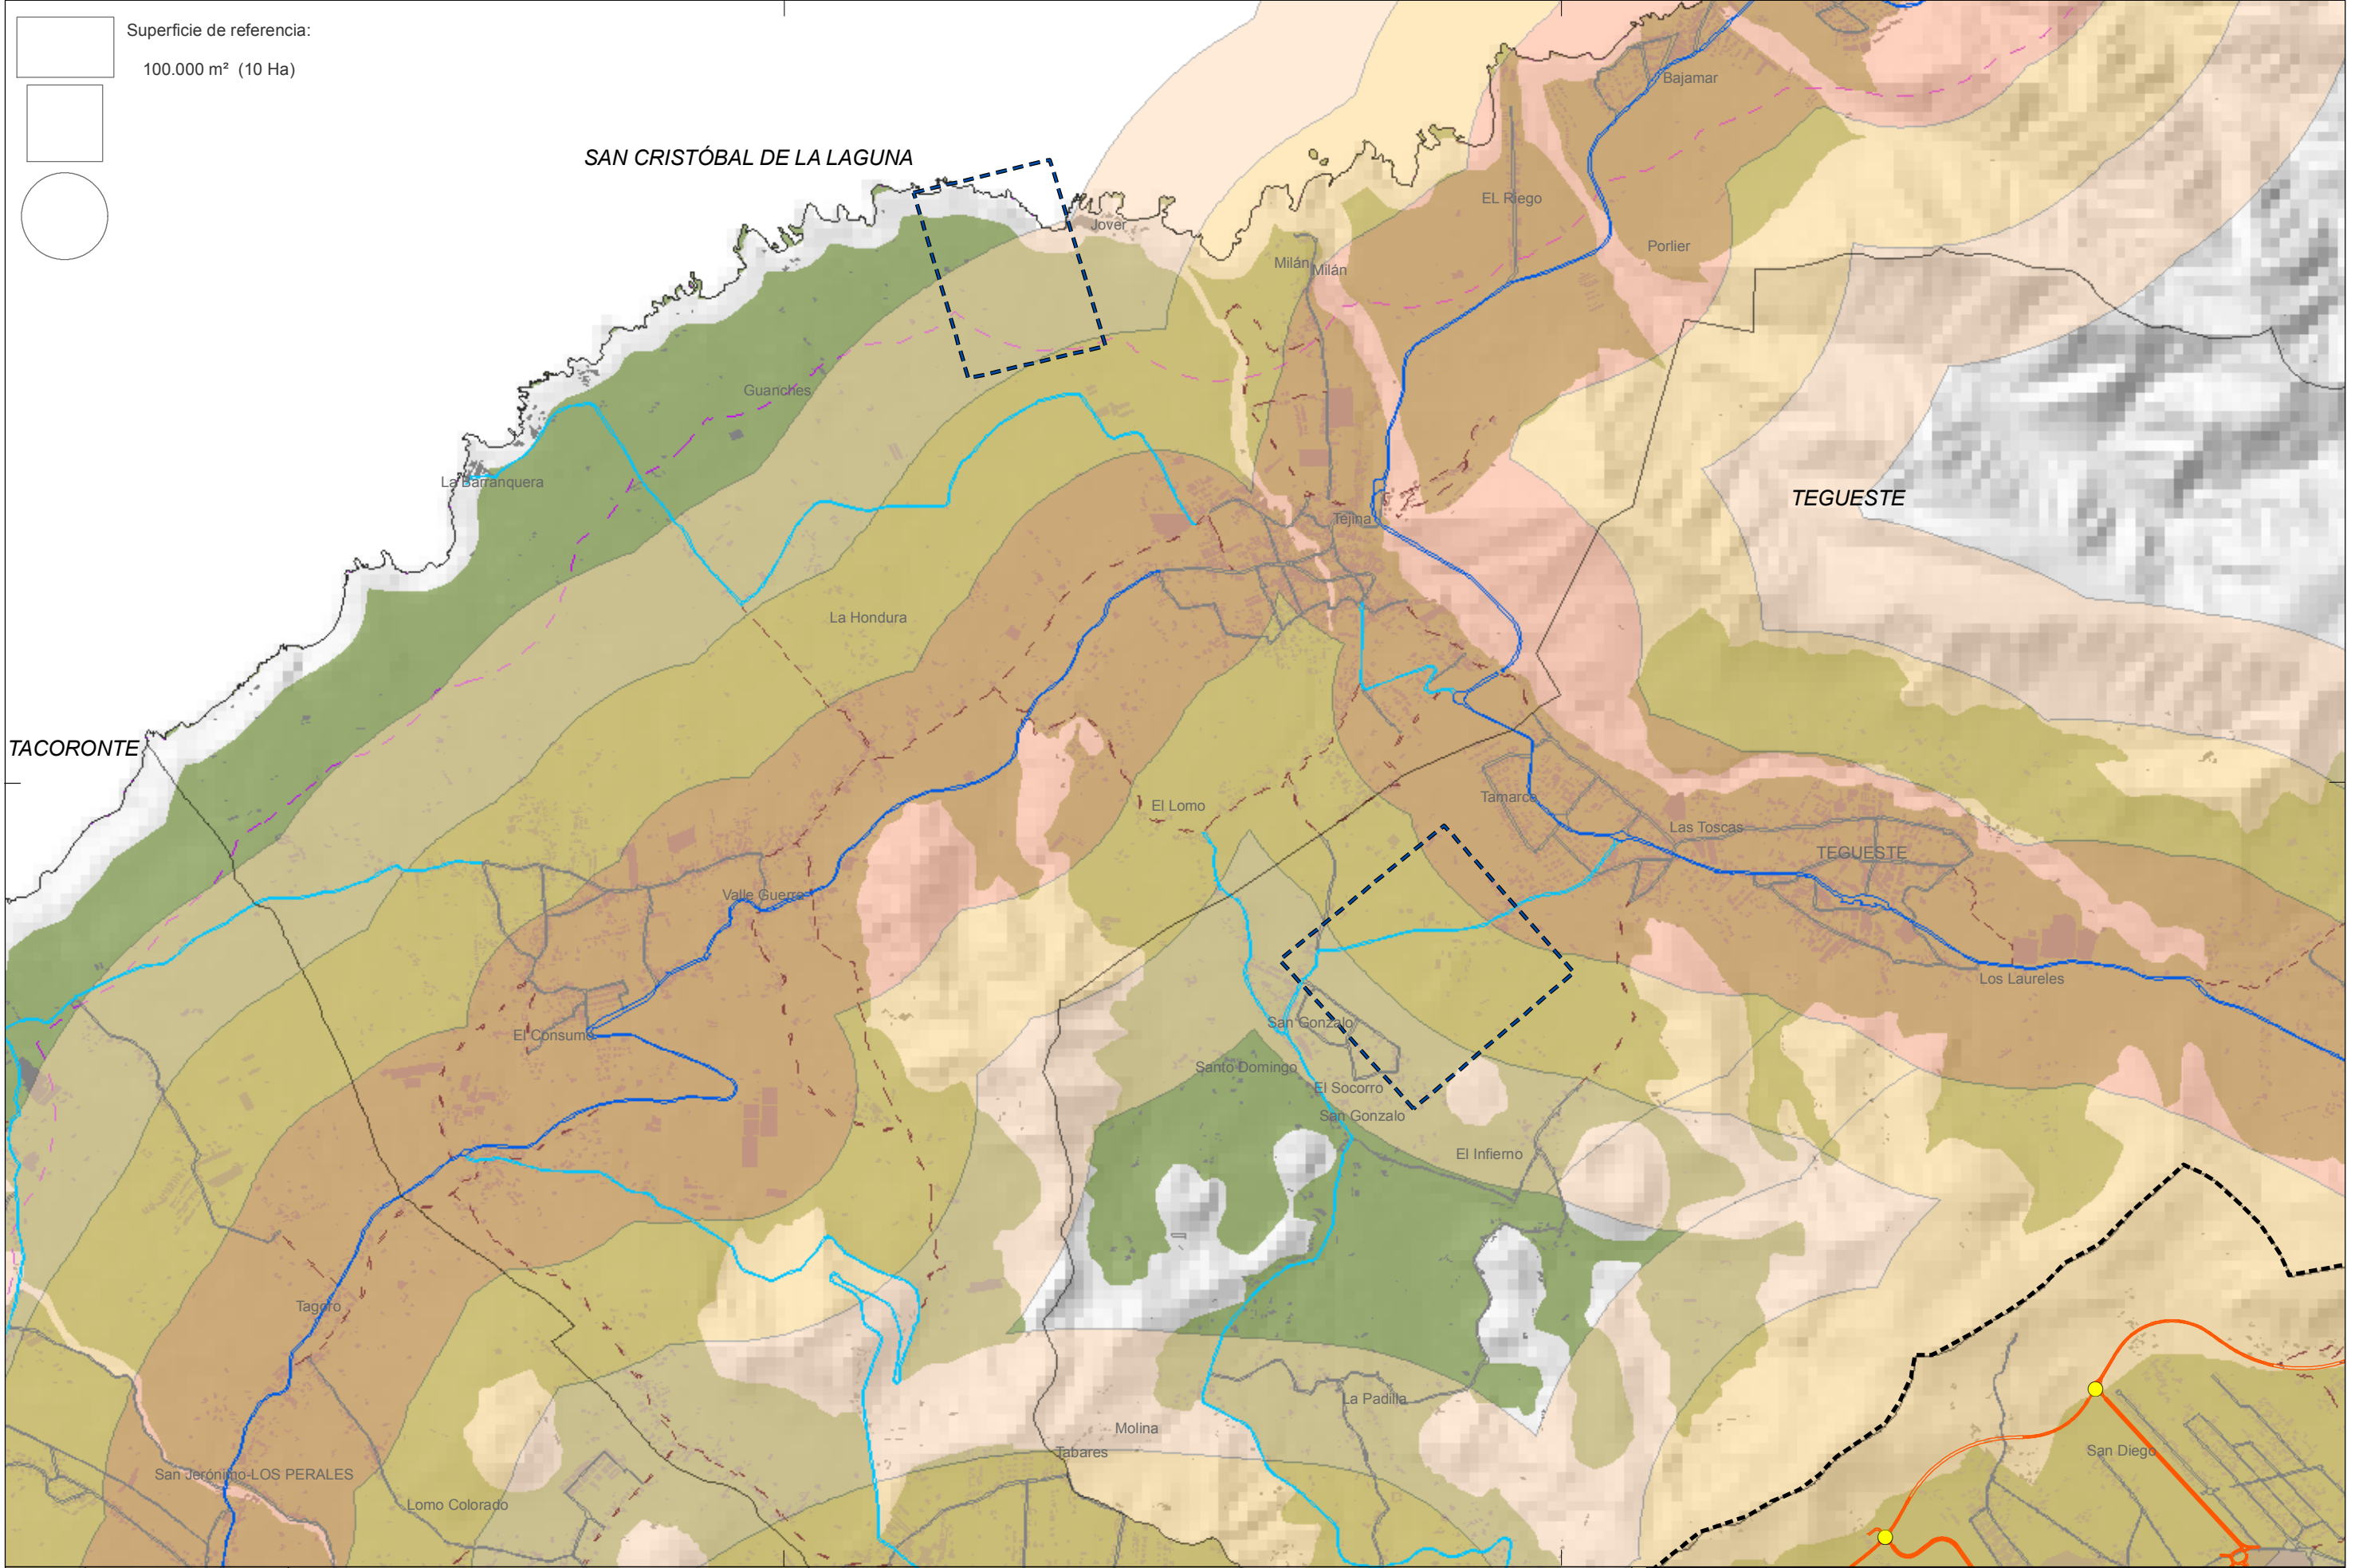 Superficie de referencia:
100.000 m² (10 Ha)
Bajamar
SAN CRISTÓBAL DE LA LAGUNA
EL Riego
Jover
Porlier
Milán
Milán
Guanches
La Barranquera
TEGUESTE
Tejina
La Hondura
TACORONTE
Tamarco
El Lomo
Las Toscas
TEGUESTE
Valle Guerra
Los Laureles
San Gonzalo
El Consumo
Santo Domingo
El Socorro
San Gonzalo
El Infierno
Tagoro
La Padilla
Molina
Tabares
San Diego
San Jerónimo-LOS PERALES
Lomo Colorado